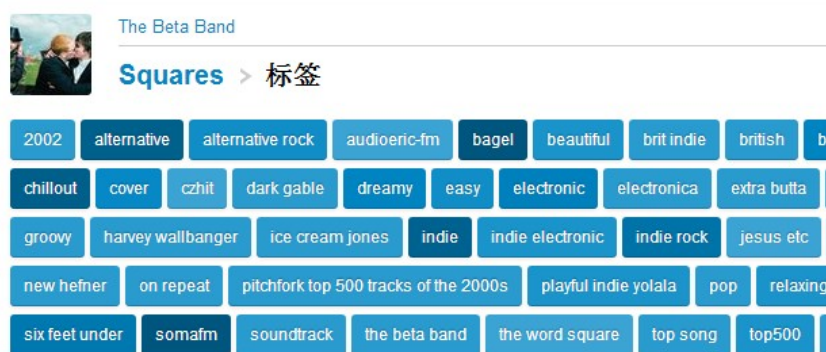 The Beta Band
Squares > 标签
2002 alternative alternative rock audioeric-fm bagel beautiful brit indie british b
chillout cover czhit dark gable dreamy easy electronic electronica extra butta
groovy harvey wallbanger ice cream jones indie indie electronic indie rock jesus etc
new hefner on repeat pitchfork top 500 tracks of the 2000s playful indie yolala pop relaxing
six feet under somafm soundtrack the beta band the word square top song top500